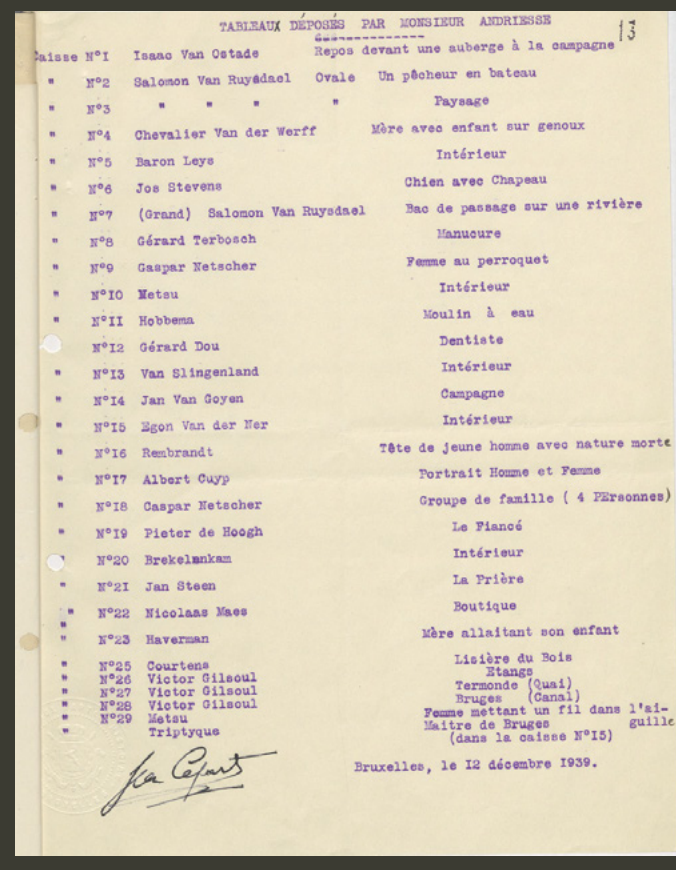 TABLEAUX DÉPOSÉS PAR MONSIEUR ANDRIESSE 13
Caisse N°I Isaac Van Ostade Repos devant une auberge à la campagne
" N°2 Salomon Van Ruysdael Ovale Un pêcheur en bateau
" N°3 " " " " Paysage
" N°4 Chevalier Van der Werff Mère avec enfant sur genoux
" N°5 Baron Leys Intérieur
" N°6 Jos Stevens Chien avec Chapeau
" N°7 (Grand) Salomon Van Ruysdael Bac de passage sur une rivière
" N°8 Gérard Terbosch Manucure
" N°9 Gaspar Netscher Femme au perroquet
" N°IO Metsu Intérieur
" N°II Hobbema Moulin à eau
N°I2 Gérard Dou Dentiste
" N°I3 Van Slingenland Intérieur
" N°I4 Jan Van Goyen Campagne
" N°I5 Egon Van der Ner Intérieur
" N°I6 Rembrandt Tête de jeune homme avec nature morte
" N°I7 Albert Cuyp Portrait Homme et Femme
" N°I8 Caspar Netscher Groupe de famille ( 4 PErsonnes)
" N°I9 Pieter de Hoogh Le Fiancé
" N°20 Brekelenkam Intérieur
" N°2I Jan Steen La Prière
" N°22 Nicolaas Maes Boutique
"
" N°23 Haverman Mère allaitant son enfant
" N°25 Courtens Lisière du Bois
" N°26 Victor Gilsoul Etangs
" N°27 Victor Gilsoul Termonde (Quai)
" N°28 Victor Gilsoul Bruges (Canal)
" N°29 Metsu Femme mettant un fil dans l'ai-guille
" Triptyque Maitre de Bruges
(dans la caisse N°I5)
Bruxelles, le I2 décembre I939.